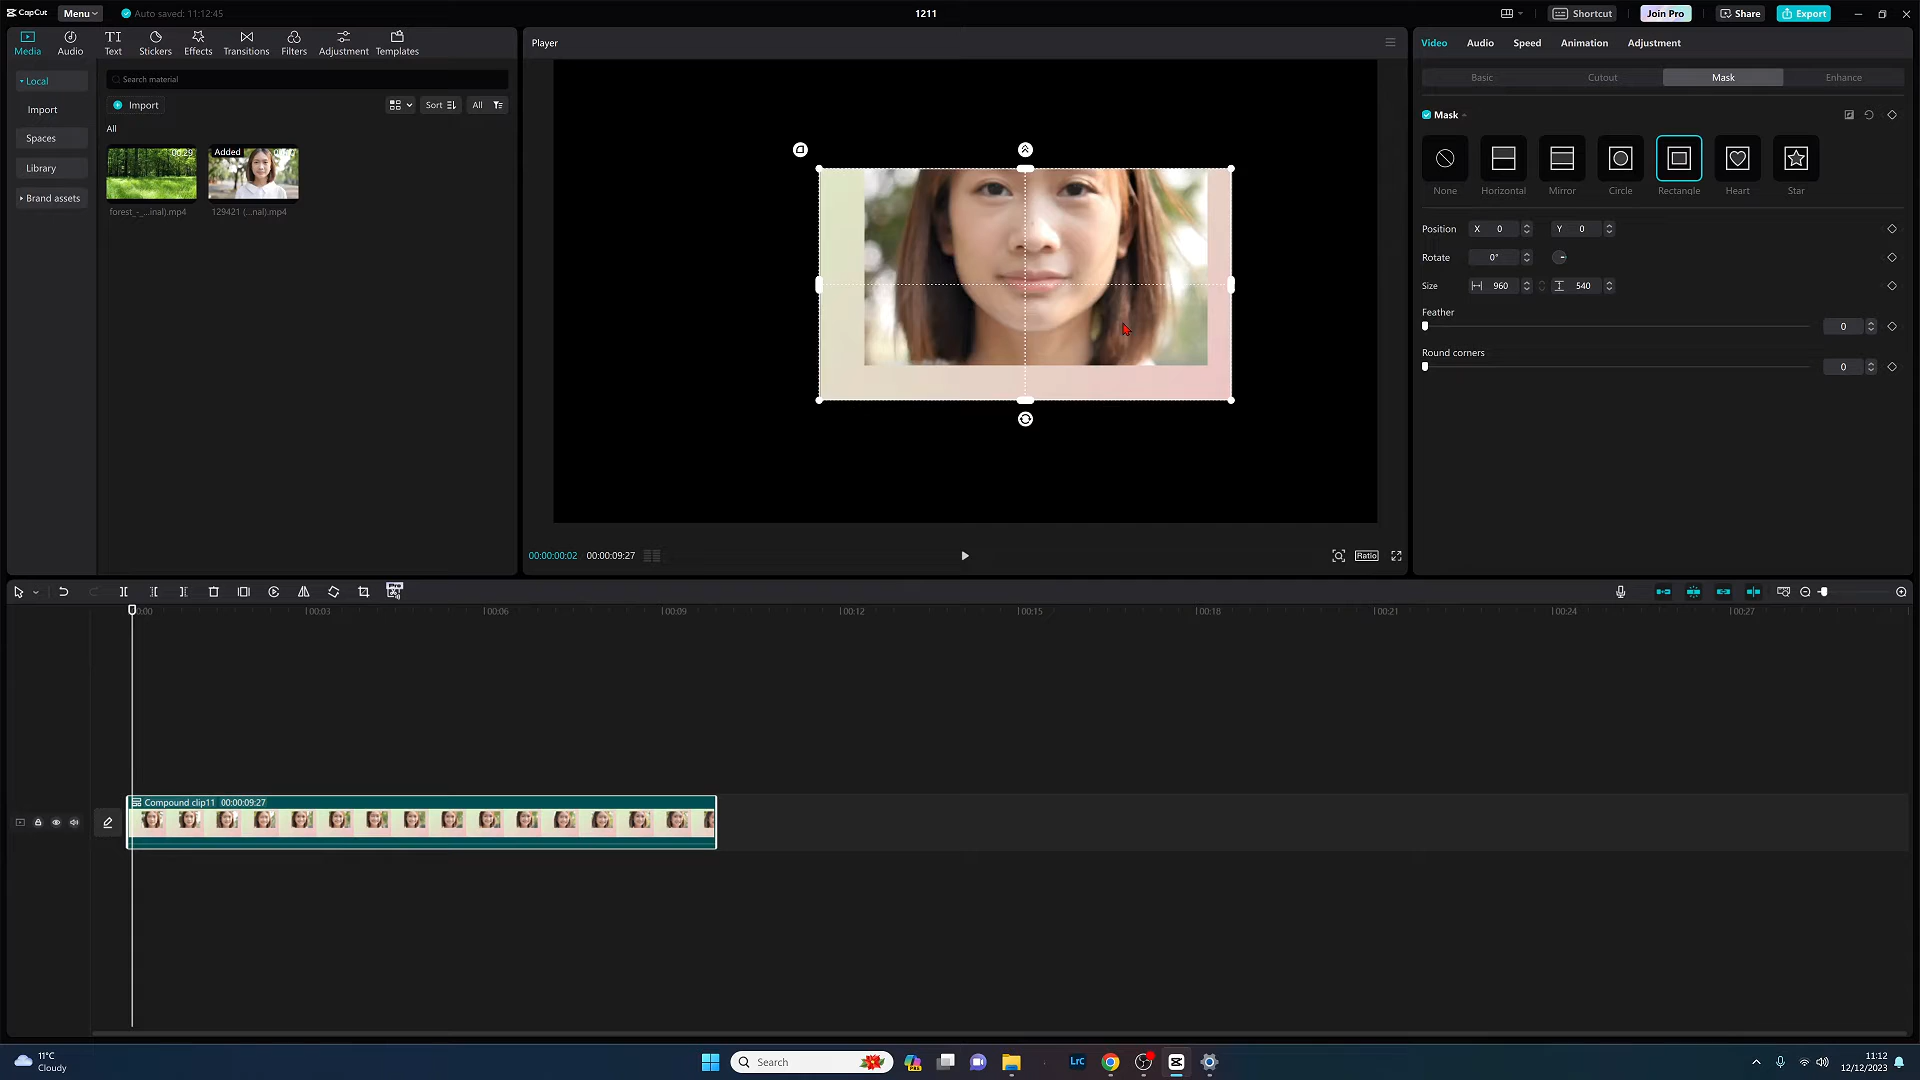 CapCut Menu Auto saved: 11:12:45 1211 Shortcut Join Pro Share Export
Media Audio Text Stickers Effects Transitions Filters Adjustment Templates
Local
Import
Spaces
Library
Brand assets
Search material
Import Sort All
All
00:29
Added
forest_-_...inal).mp4 129421 (...nal).mp4
Player
00:00:00:02 00:00:09:27 Ratio
Video Audio Speed Animation Adjustment
Basic Cutout Mask Enhance
Mask
None Horizontal Mirror Circle Rectangle Heart Star
Position X 0 Y 0
Rotate 0°
Size 960 540
Feather
0
Round corners
0
Pro
00:00 00:03 00:06 00:09 00:12 00:15 00:18 00:21 00:24 00:27
Compound clip11 00:00:09:27
11°C
Cloudy
Search
PRE
LrC
11:12
12/12/2023